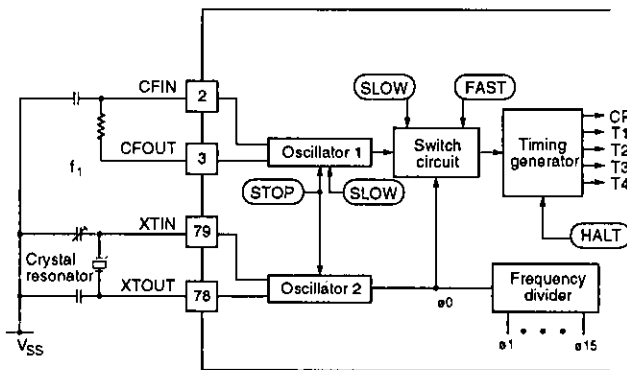 CFIN
2
SLOW
FAST
CFOUT
3
Oscillator 1
Switch
circuit
Timing
generator
CP
T1
T2
T3
T4
f1
STOP
SLOW
XTIN
79
HALT
Crystal
resonator
XTOUT
78
Oscillator 2
ø0
Frequency
divider
ø1
ø15
VSS